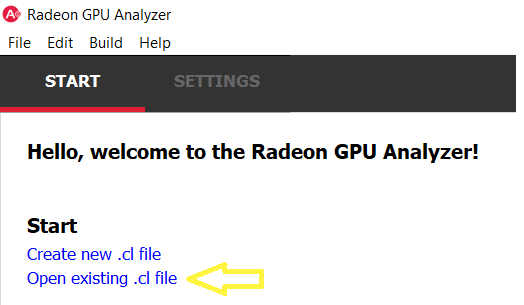 Radeon GPU Analyzer
File Edit Build Help
START SETTINGS
Hello, welcome to the Radeon GPU Analyzer!
Start
Create new .cl file
Open existing .cl file